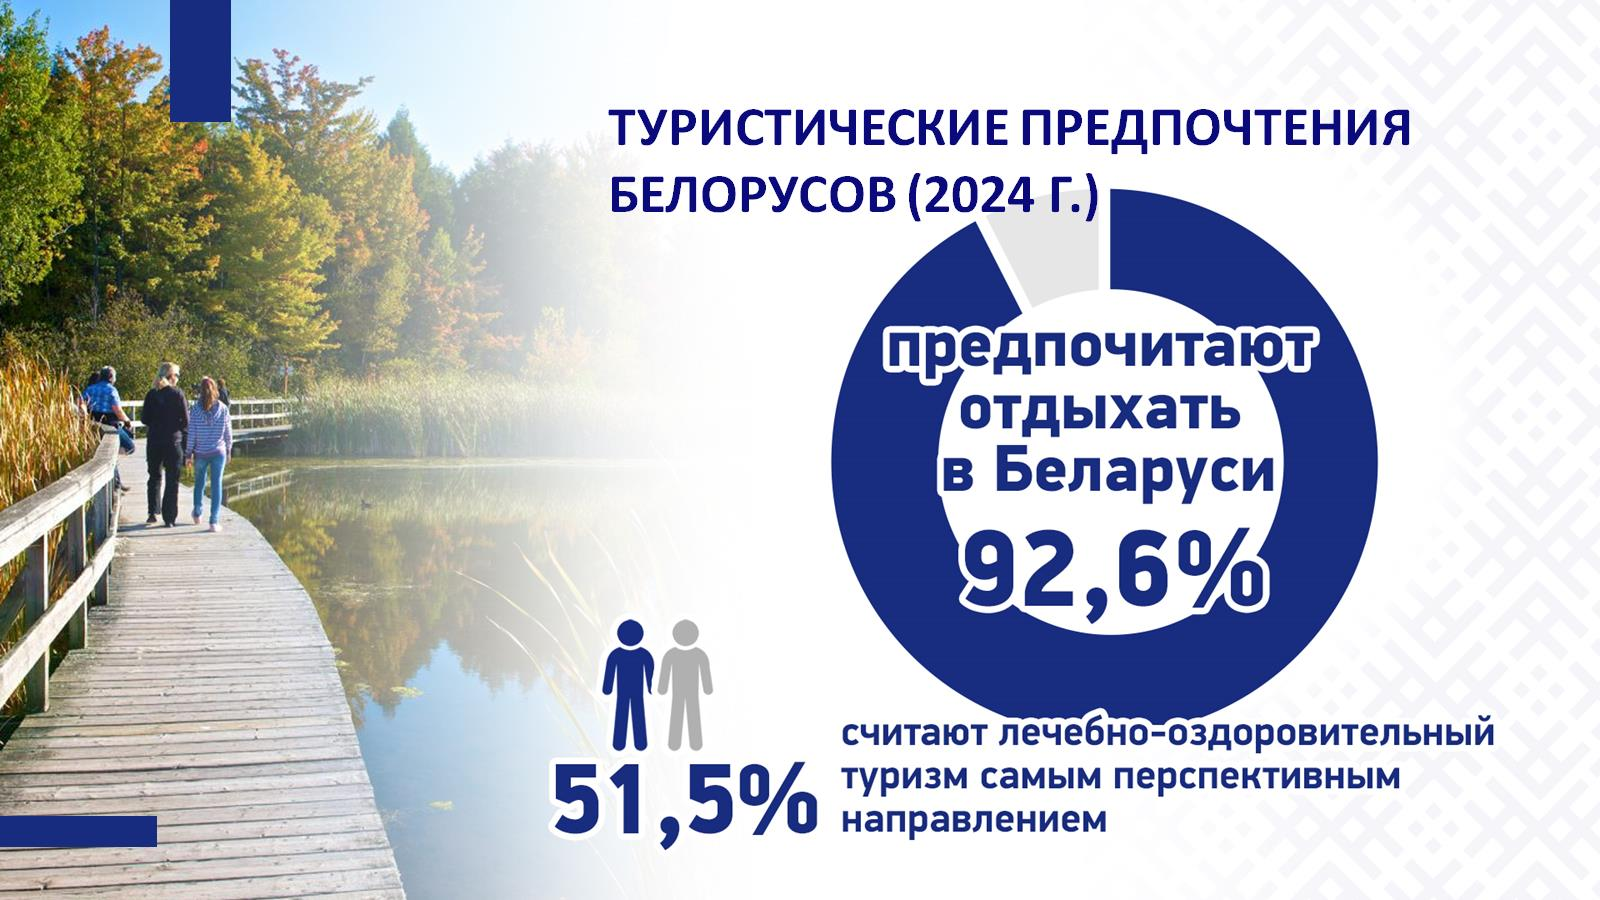 ТУРИСТИЧЕСКИЕ ПРЕДПОЧТЕНИЯ
БЕЛОРУСОВ (2024 Г.)
предпочитают
отдыхать
в Беларуси
92,6%
51,5%
считают лечебно-оздоровительный
туризм самым перспективным
направлением